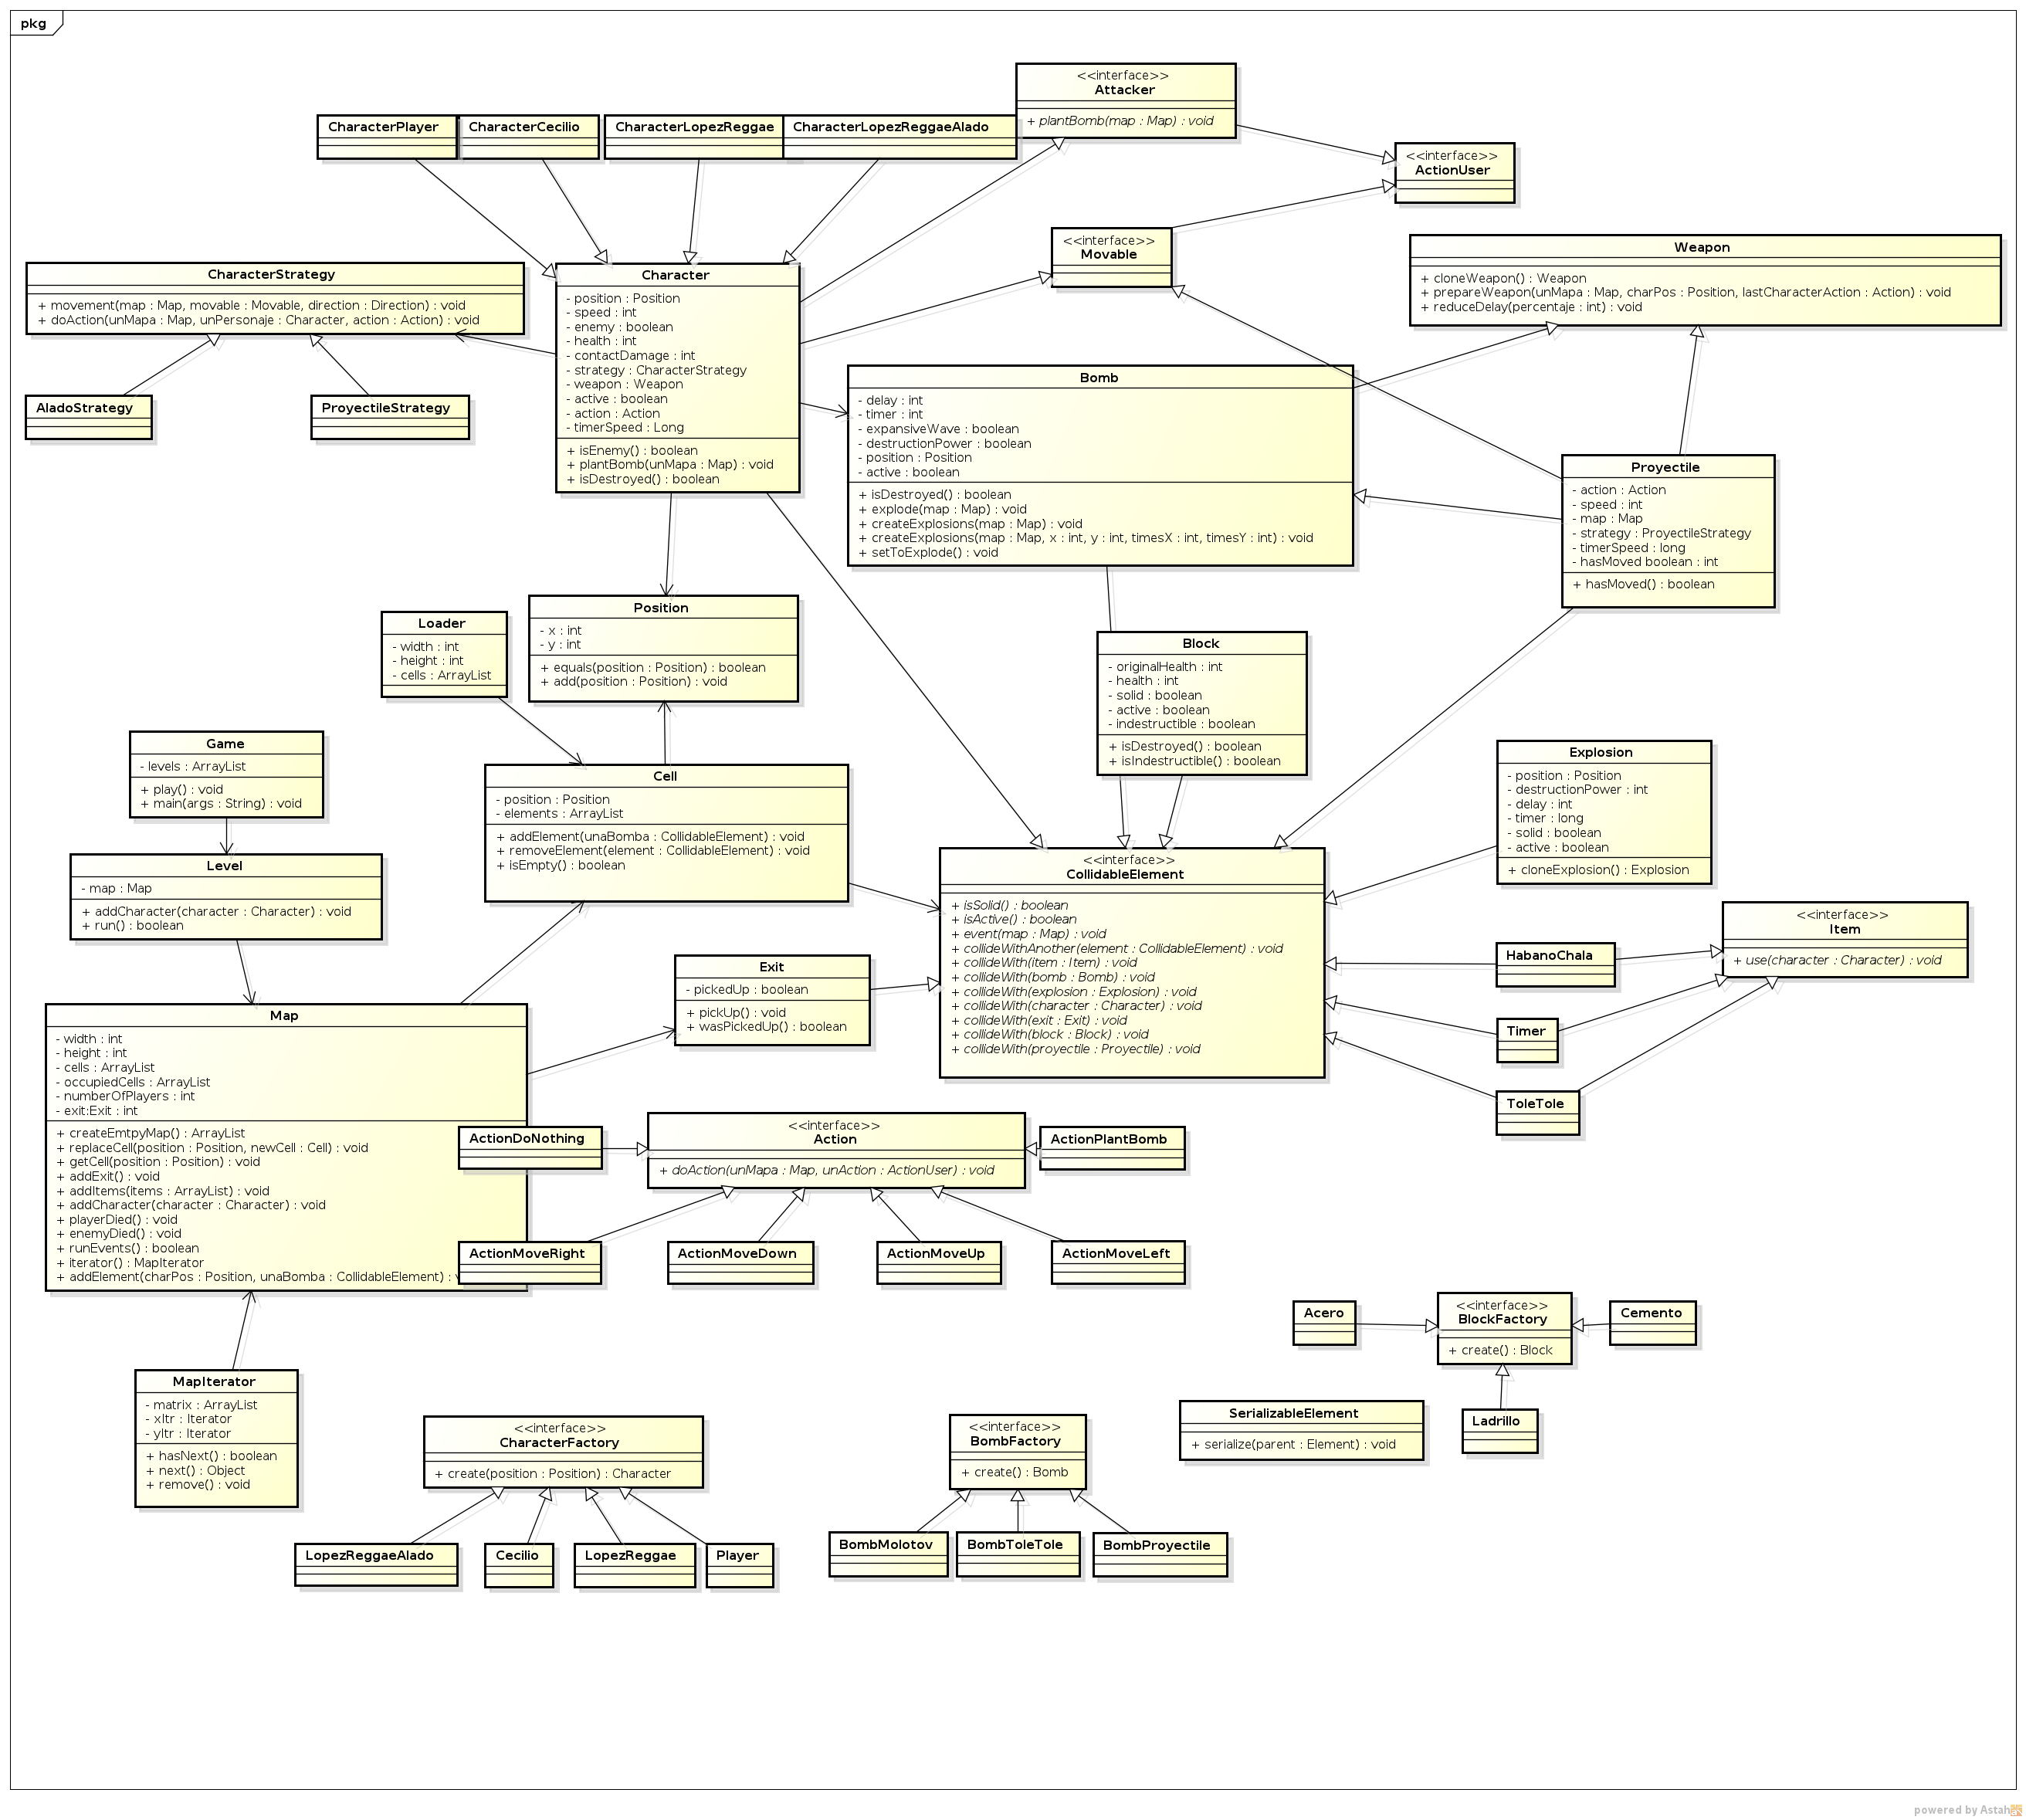 pkg
<<interface>>
Attacker
+ plantBomb(map : Map) : void
CharacterPlayer
CharacterCecilio
CharacterLopezReggae
CharacterLopezReggaeAlado
<<interface>>
ActionUser
<<interface>>
Movable
Weapon
+ cloneWeapon() : Weapon
+ prepareWeapon(unMapa : Map, charPos : Position, lastCharacterAction : Action) : void
+ reduceDelay(percentaje : int) : void
CharacterStrategy
+ movement(map : Map, movable : Movable, direction : Direction) : void
+ doAction(unMapa : Map, unPersonaje : Character, action : Action) : void
AladoStrategy
ProyectileStrategy
Character
- position : Position
- speed : int
- enemy : boolean
- health : int
- contactDamage : int
- strategy : CharacterStrategy
- weapon : Weapon
- active : boolean
- action : Action
- timerSpeed : Long
+ isEnemy() : boolean
+ plantBomb(unMapa : Map) : void
+ isDestroyed() : boolean
Bomb
- delay : int
- timer : int
- expansiveWave : boolean
- destructionPower : boolean
- position : Position
- active : boolean
+ isDestroyed() : boolean
+ explode(map : Map) : void
+ createExplosions(map : Map) : void
+ createExplosions(map : Map, x : int, y : int, timesX : int, timesY : int) : void
+ setToExplode() : void
Proyectile
- action : Action
- speed : int
- map : Map
- strategy : ProyectileStrategy
- timerSpeed : long
- hasMoved boolean : int
+ hasMoved() : boolean
Loader
- width : int
- height : int
- cells : ArrayList
Position
- x : int
- y : int
+ equals(position : Position) : boolean
+ add(position : Position) : void
Block
- originalHealth : int
- health : int
- solid : boolean
- active : boolean
- indestructible : boolean
+ isDestroyed() : boolean
+ isIndestructible() : boolean
Game
- levels : ArrayList
+ play() : void
+ main(args : String) : void
Cell
- position : Position
- elements : ArrayList
+ addElement(unaBomba : CollidableElement) : void
+ removeElement(element : CollidableElement) : void
+ isEmpty() : boolean
Explosion
- position : Position
- destructionPower : int
- delay : int
- timer : long
- solid : boolean
- active : boolean
+ cloneExplosion() : Explosion
Level
- map : Map
+ addCharacter(character : Character) : void
+ run() : boolean
<<interface>>
CollidableElement
+ isSolid() : boolean
+ isActive() : boolean
+ event(map : Map) : void
+ collideWithAnother(element : CollidableElement) : void
+ collideWith(item : Item) : void
+ collideWith(bomb : Bomb) : void
+ collideWith(explosion : Explosion) : void
+ collideWith(character : Character) : void
+ collideWith(exit : Exit) : void
+ collideWith(block : Block) : void
+ collideWith(proyectile : Proyectile) : void
<<interface>>
Item
+ use(character : Character) : void
HabanoChala
Timer
ToleTole
Exit
- pickedUp : boolean
+ pickUp() : void
+ wasPickedUp() : boolean
Map
- width : int
- height : int
- cells : ArrayList
- occupiedCells : ArrayList
- numberOfPlayers : int
- exit:Exit : int
+ createEmtpyMap() : ArrayList
+ replaceCell(position : Position, newCell : Cell) : void
+ getCell(position : Position) : void
+ addExit() : void
+ addItems(items : ArrayList) : void
+ addCharacter(character : Character) : void
+ playerDied() : void
+ enemyDied() : void
+ runEvents() : boolean
+ iterator() : MapIterator
+ addElement(charPos : Position, unaBomba : CollidableElement) :
ActionDoNothing
<<interface>>
Action
+ doAction(unMapa : Map, unAction : ActionUser) : void
ActionPlantBomb
ActionMoveRight
ActionMoveDown
ActionMoveUp
ActionMoveLeft
Acero
<<interface>>
BlockFactory
+ create() : Block
Cemento
Ladrillo
MapIterator
- matrix : ArrayList
- xItr : Iterator
- yItr : Iterator
+ hasNext() : boolean
+ next() : Object
+ remove() : void
<<interface>>
CharacterFactory
+ create(position : Position) : Character
<<interface>>
BombFactory
+ create() : Bomb
SerializableElement
+ serialize(parent : Element) : void
LopezReggaeAlado
Cecilio
LopezReggae
Player
BombMolotov
BombToleTole
BombProyectile
powered by Astah